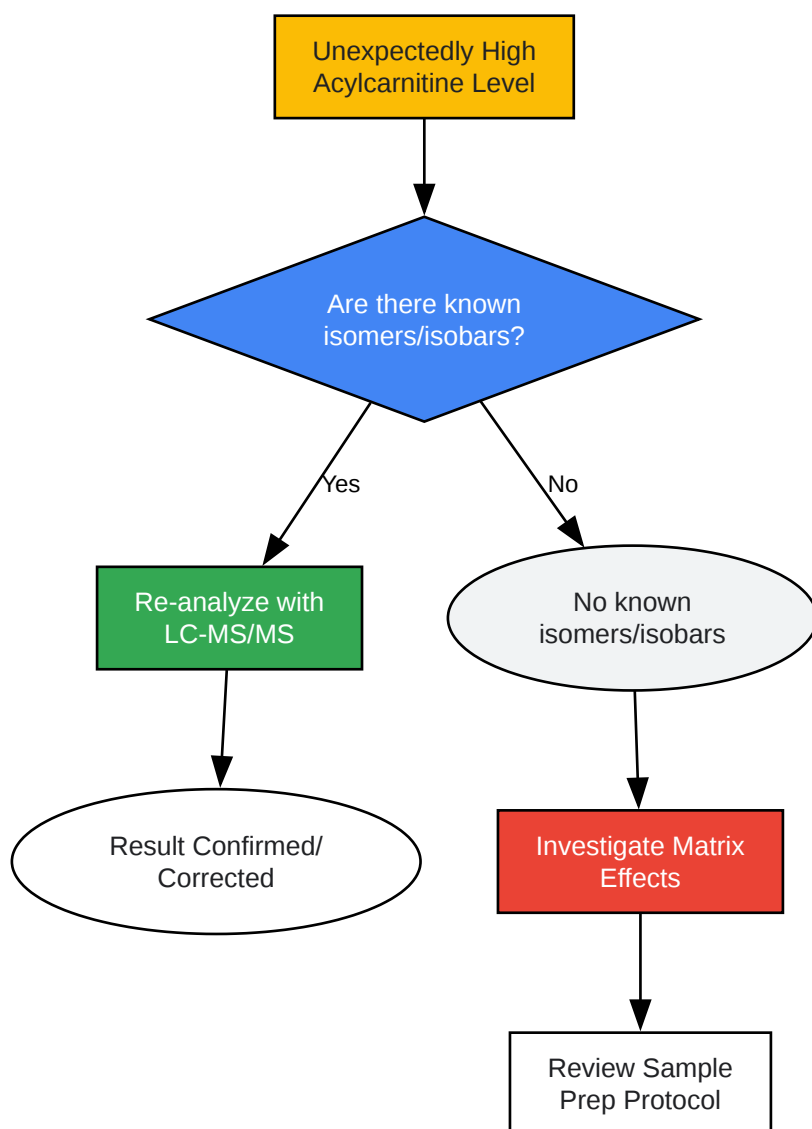 Unexpectedly High
Acylcarnitine Level
Are there known
isomers/isobars?
Yes
No
Re-analyze with
LC-MS/MS
No known
isomers/isobars
Result Confirmed/
Corrected
Investigate Matrix
Effects
Review Sample
Prep Protocol